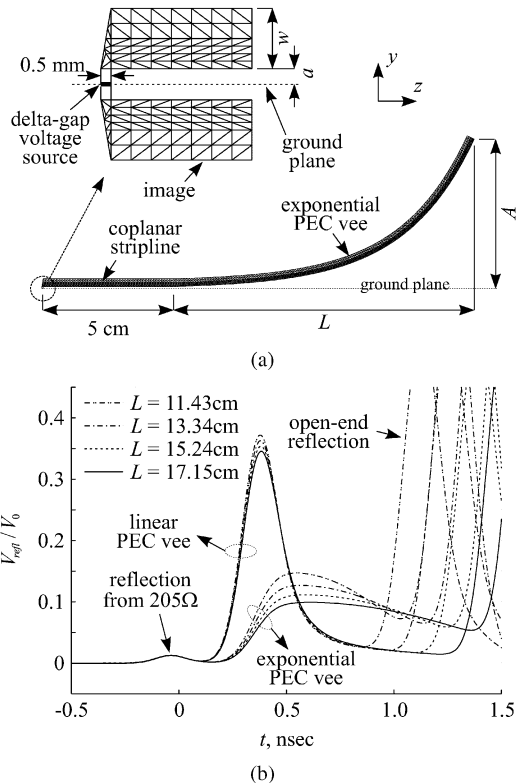 0.5 mm
w
a
delta-gap
voltage
source
image
ground
plane
y
z
coplanar
stripline
exponential
PEC vee
A
ground plane
5 cm
L
(a)
V_refl / V_0
0.4
0.3
0.2
0.1
0
L = 11.43cm
L = 13.34cm
L = 15.24cm
L = 17.15cm
open-end
reflection
linear
PEC vee
reflection
from 205Ω
exponential
PEC vee
-0.5
0
0.5
1.0
1.5
t, nsec
(b)